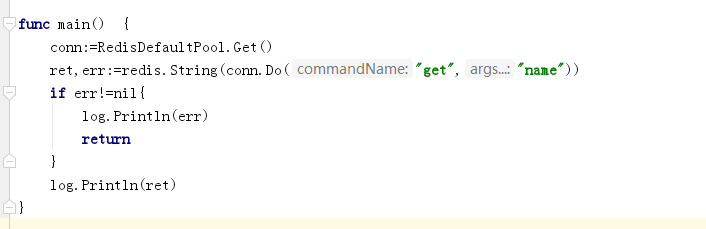 func main()  {
    conn:=RedisDefaultPool.Get()
    ret,err:=redis.String(conn.Do( commandName: "get", args...: "name"))
    if err!=nil{
        log.Println(err)
        return
    }
    log.Println(ret)
}